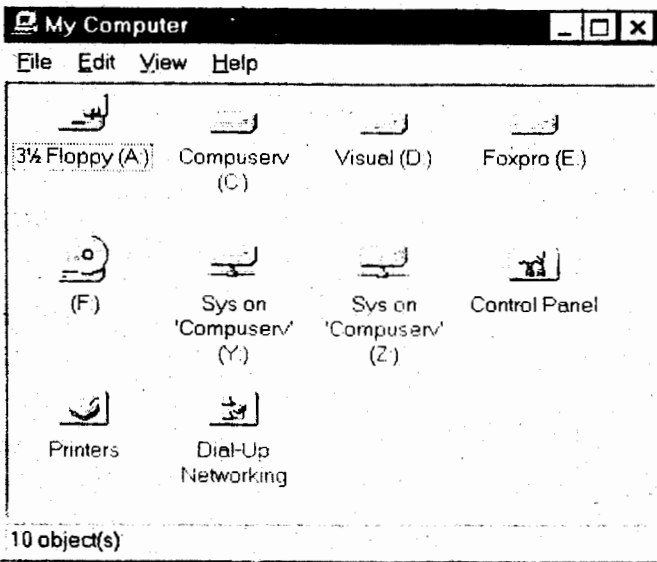 My Computer
File Edit View Help
3½ Floppy (A:)
Compuserv
(C:)
Visual (D:)
Foxpro (E:)
(F:)
Sys on
'Compuserv'
(Y:)
Sys on
'Compuserv'
(Z:)
Control Panel
Printers
Dial-Up
Networking
10 object(s)